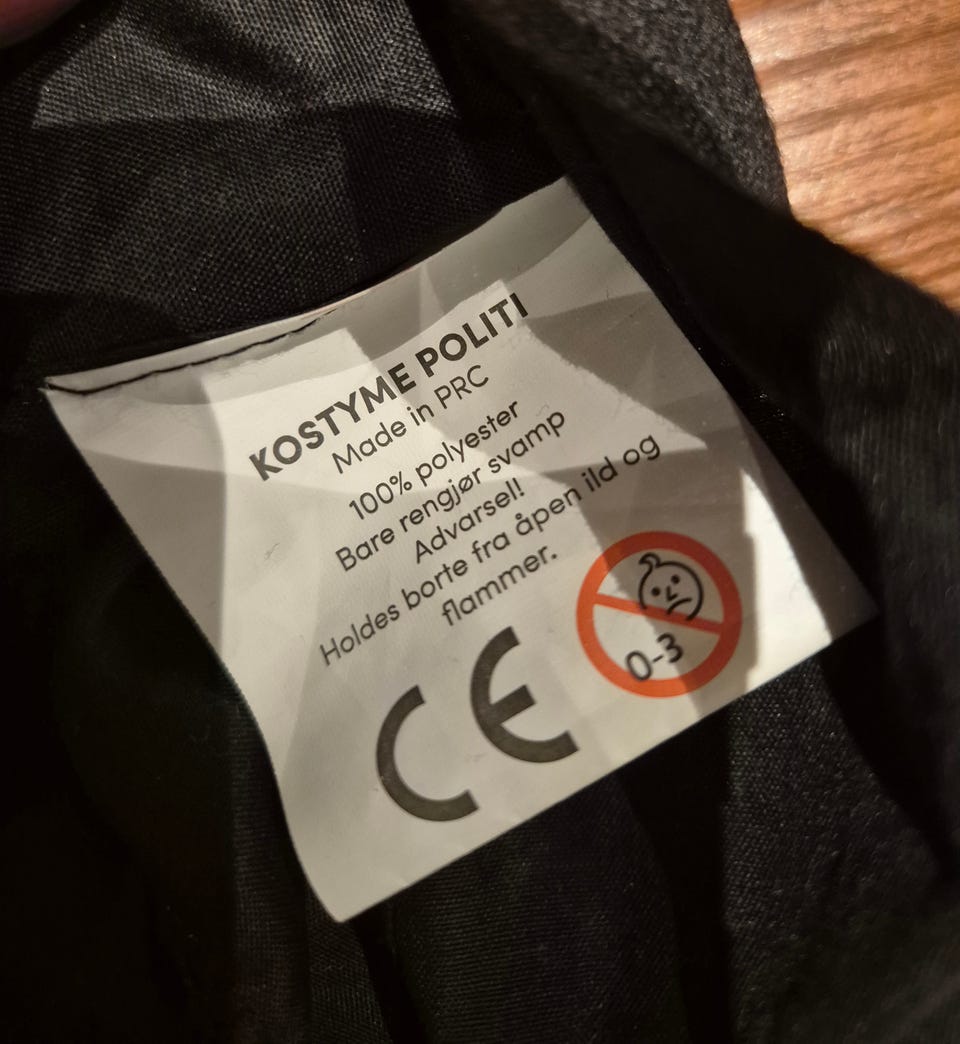 KOSTYME POLITI
Made in PRC
100% polyester
Bare rengjør svamp
Advarsel!
Holdes borte fra åpen ild og
flammer.
CE
0-3